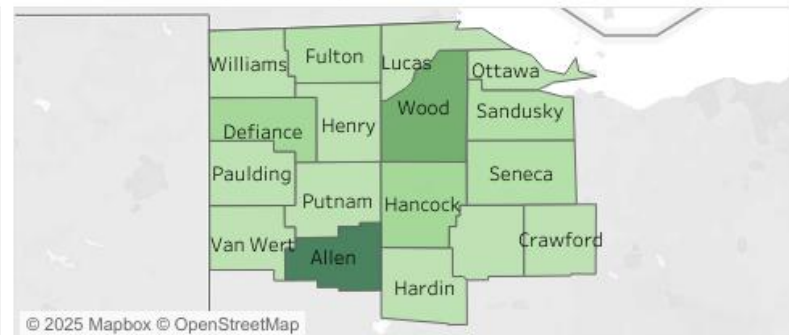 Williams
Fulton
Lucas
Ottawa
Wood
Defiance
Henry
Sandusky
Paulding
Seneca
Putnam
Hancock
Van Wert
Allen
Crawford
Hardin
© 2025 Mapbox © OpenStreetMap